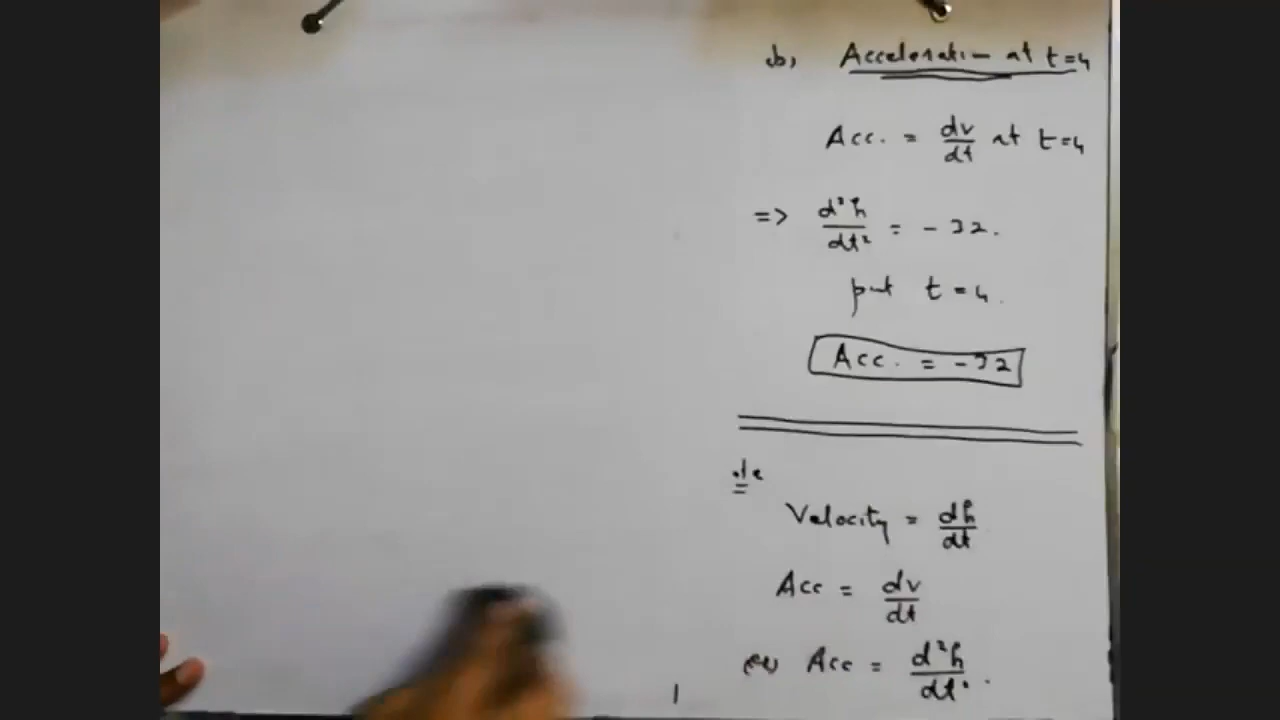 (b) Acceleration at t=4
Acc. = dv/dt at t=4
=> d²h/dt² = -32.
put t=4.
Acc. = -32
Velocity = dh/dt
Acc = dv/dt
(or) Acc = d²h/dt².